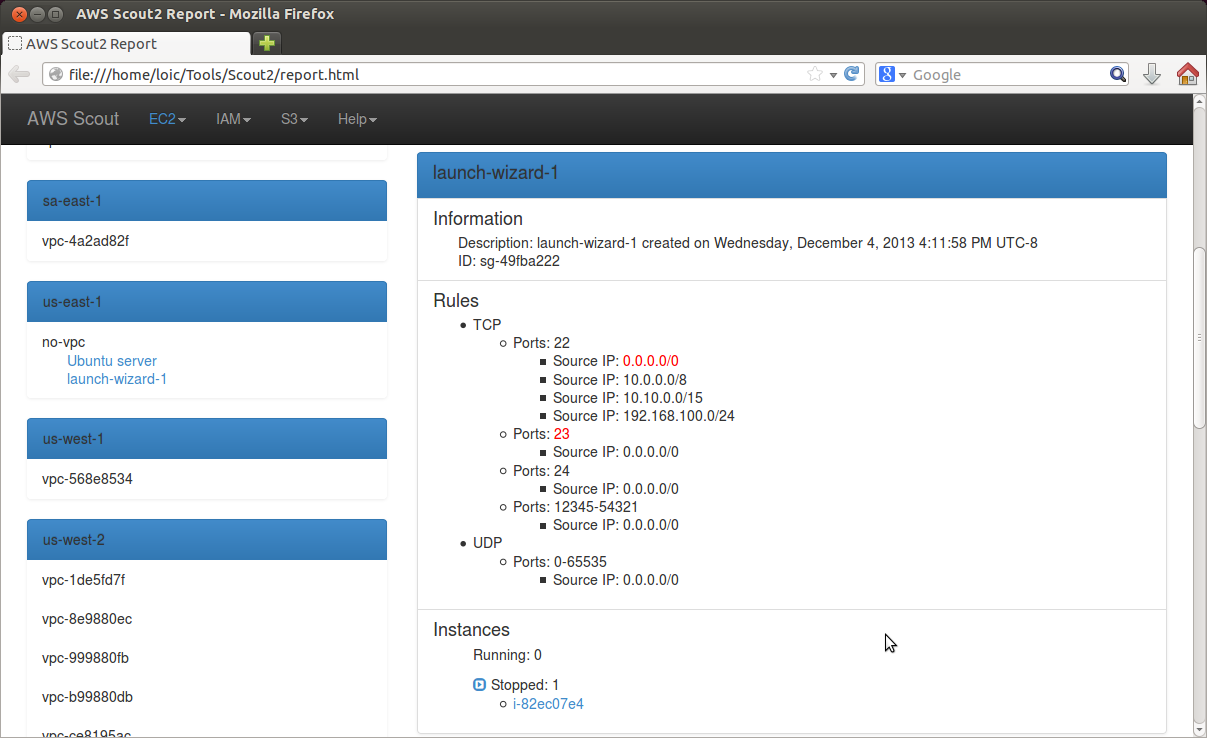 AWS Scout2 Report - Mozilla Firefox
AWS Scout2 Report
file:///home/loic/Tools/Scout2/report.html
Google
AWS Scout EC2 IAM S3 Help
sa-east-1
vpc-4a2ad82f
us-east-1
no-vpc
Ubuntu server
launch-wizard-1
us-west-1
vpc-568e8534
us-west-2
vpc-1de5fd7f
vpc-8e9880ec
vpc-999880fb
vpc-b99880db
vpc-ce8195ac
launch-wizard-1
Information
Description: launch-wizard-1 created on Wednesday, December 4, 2013 4:11:58 PM UTC-8
ID: sg-49fba222
Rules
TCP
Ports: 22
Source IP: 0.0.0.0/0
Source IP: 10.0.0.0/8
Source IP: 10.10.0.0/15
Source IP: 192.168.100.0/24
Ports: 23
Source IP: 0.0.0.0/0
Ports: 24
Source IP: 0.0.0.0/0
Ports: 12345-54321
Source IP: 0.0.0.0/0
UDP
Ports: 0-65535
Source IP: 0.0.0.0/0
Instances
Running: 0
Stopped: 1
i-82ec07e4